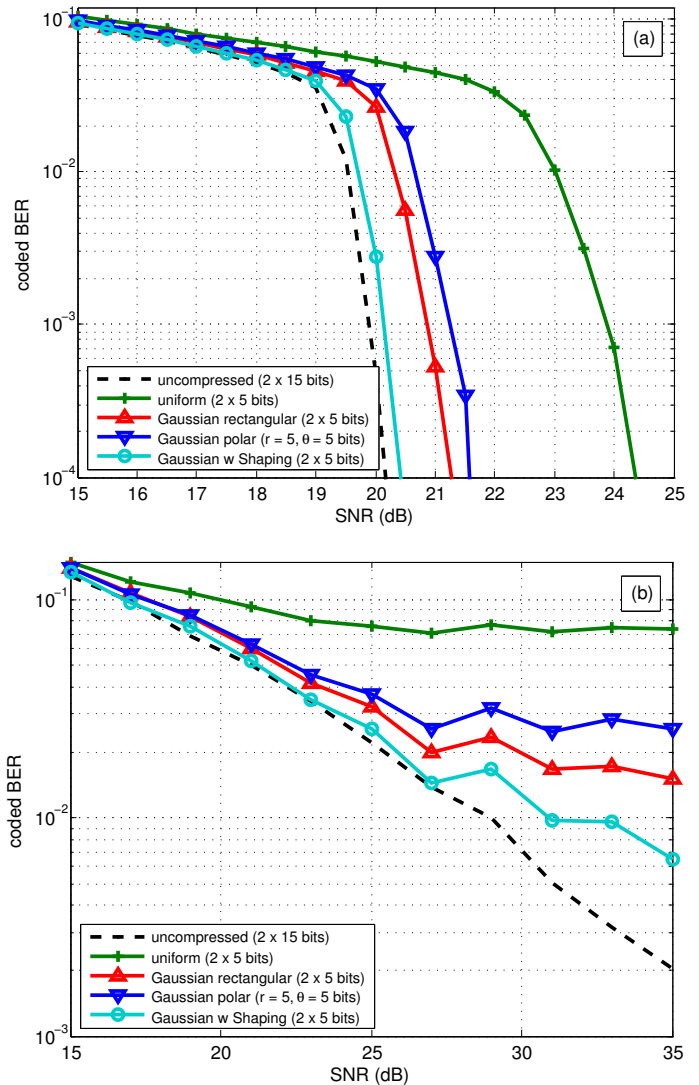 10⁻¹
10⁻²
10⁻³
10⁻⁴
coded BER
(a)
uncompressed (2 x 15 bits)
uniform (2 x 5 bits)
Gaussian rectangular (2 x 5 bits)
Gaussian polar (r = 5, θ = 5 bits)
Gaussian w Shaping (2 x 5 bits)
15 16 17 18 19 20 21 22 23 24 25
SNR (dB)
10⁻¹
10⁻²
10⁻³
coded BER
(b)
uncompressed (2 x 15 bits)
uniform (2 x 5 bits)
Gaussian rectangular (2 x 5 bits)
Gaussian polar (r = 5, θ = 5 bits)
Gaussian w Shaping (2 x 5 bits)
15 20 25 30 35
SNR (dB)